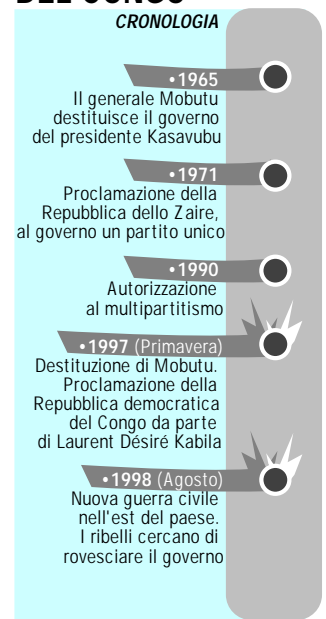 DEL CONGO
CRONOLOGIA
•1965
Il generale Mobutu
destituisce il governo
del presidente Kasavubu
•1971
Proclamazione della
Repubblica dello Zaire,
al governo un partito unico
•1990
Autorizzazione
al multipartitismo
•1997 (Primavera)
Destituzione di Mobutu.
Proclamazione della
Repubblica democratica
del Congo da parte
di Laurent Désiré Kabila
•1998 (Agosto)
Nuova guerra civile
nell'est del paese.
I ribelli cercano di
rovesciare il governo